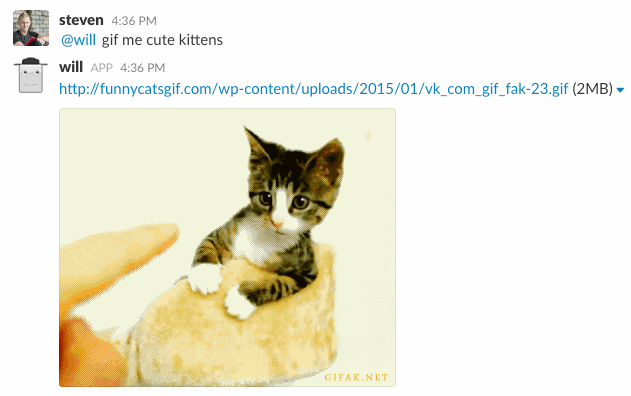 steven 4:36 PM
@will gif me cute kittens
will APP 4:36 PM
http://funnycatsgif.com/wp-content/uploads/2015/01/vk_com_gif_fak-23.gif (2MB)
GIFAK.NET